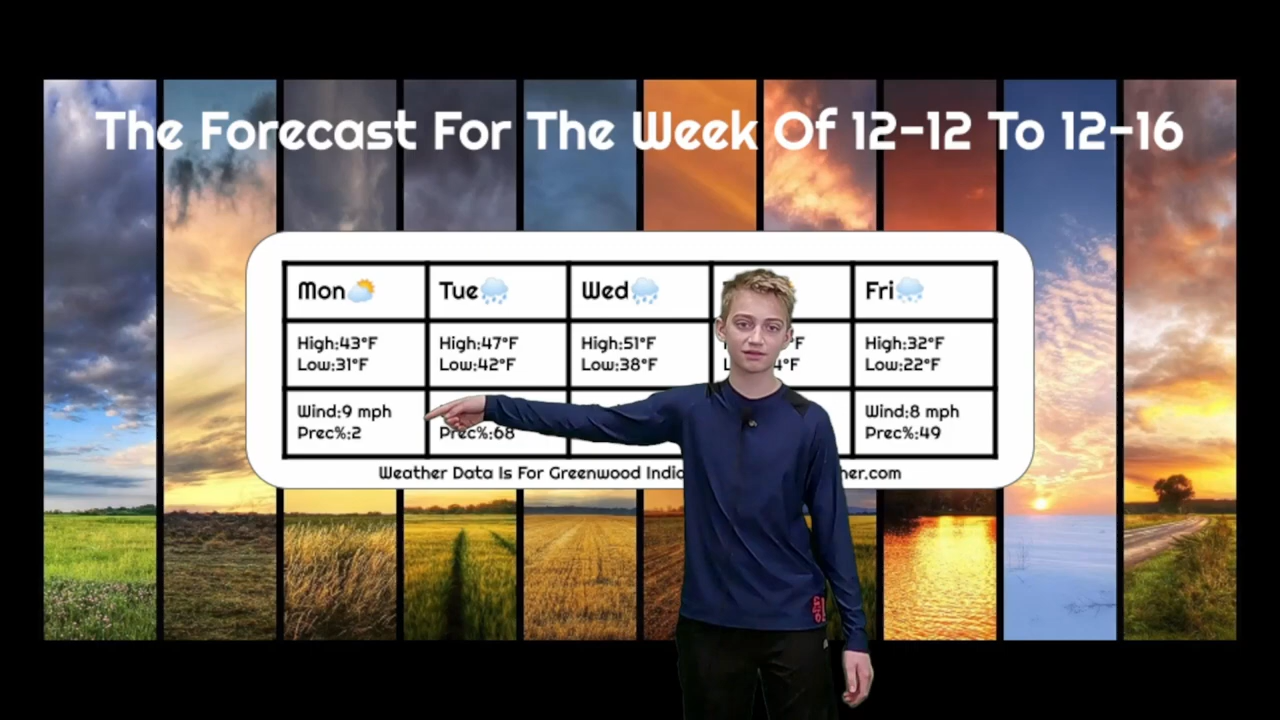 The Forecast For The Week Of 12-12 To 12-16
Mon Tue Wed Fri
High:43°F High:47°F High:51°F °F High:32°F
Low:31°F Low:42°F Low:38°F 4°F Low:22°F
Wind:9 mph Wind:8 mph
Prec%:2 Prec%:68 Prec%:49
Weather Data Is For Greenwood